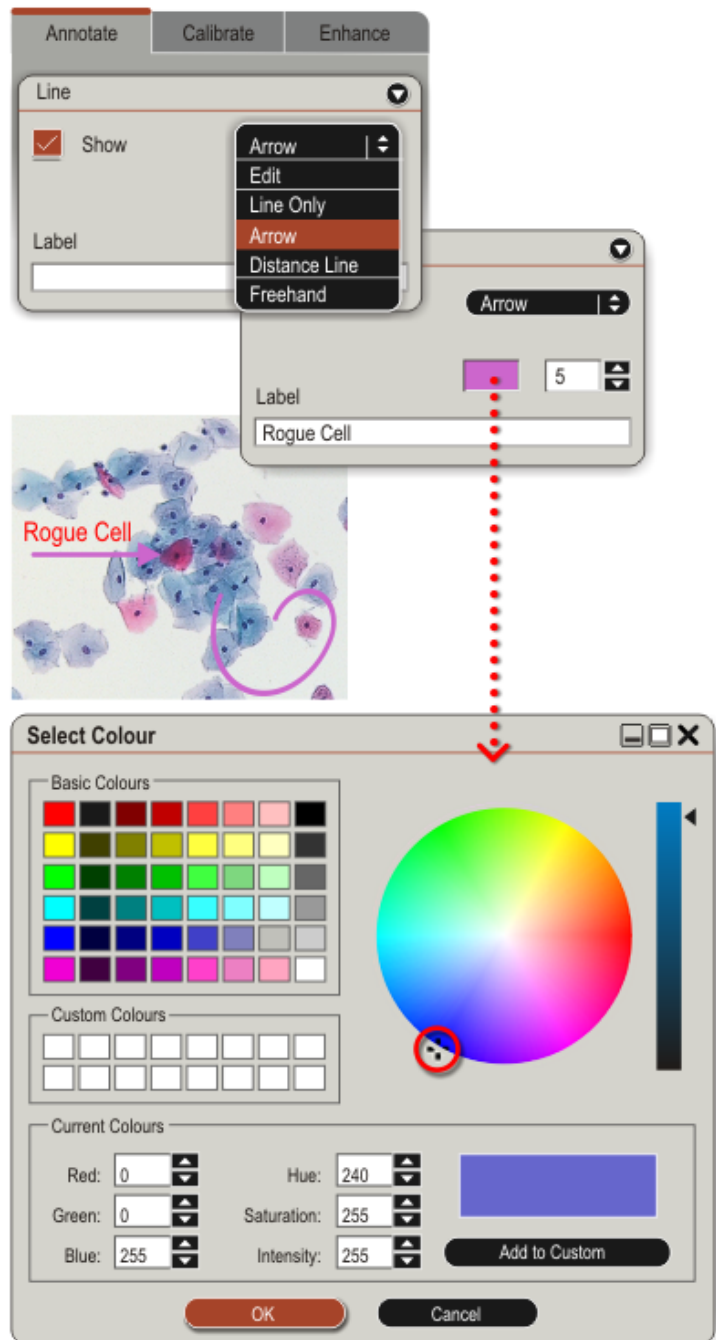 Annotate Calibrate Enhance
Line
Show
Arrow
Edit
Line Only
Arrow
Distance Line
Freehand
Label
Arrow
5
Label
Rogue Cell
Rogue Cell
Select Colour
Basic Colours
Custom Colours
Current Colours
Red: 0 Hue: 240
Green: 0 Saturation: 255
Blue: 255 Intensity: 255
Add to Custom
OK Cancel